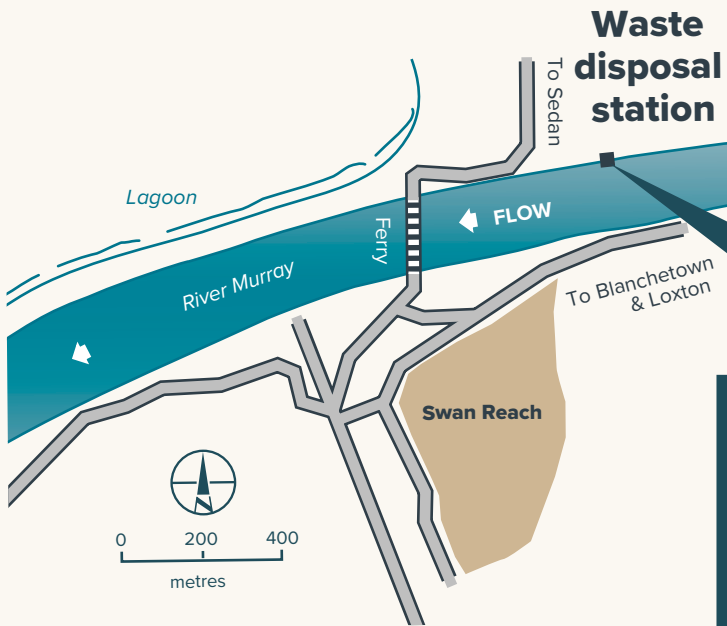 Waste
disposal
station
To Sedan
Lagoon
FLOW
Ferry
River Murray
To Blanchetown
& Loxton
Swan Reach
N
0 200 400
metres